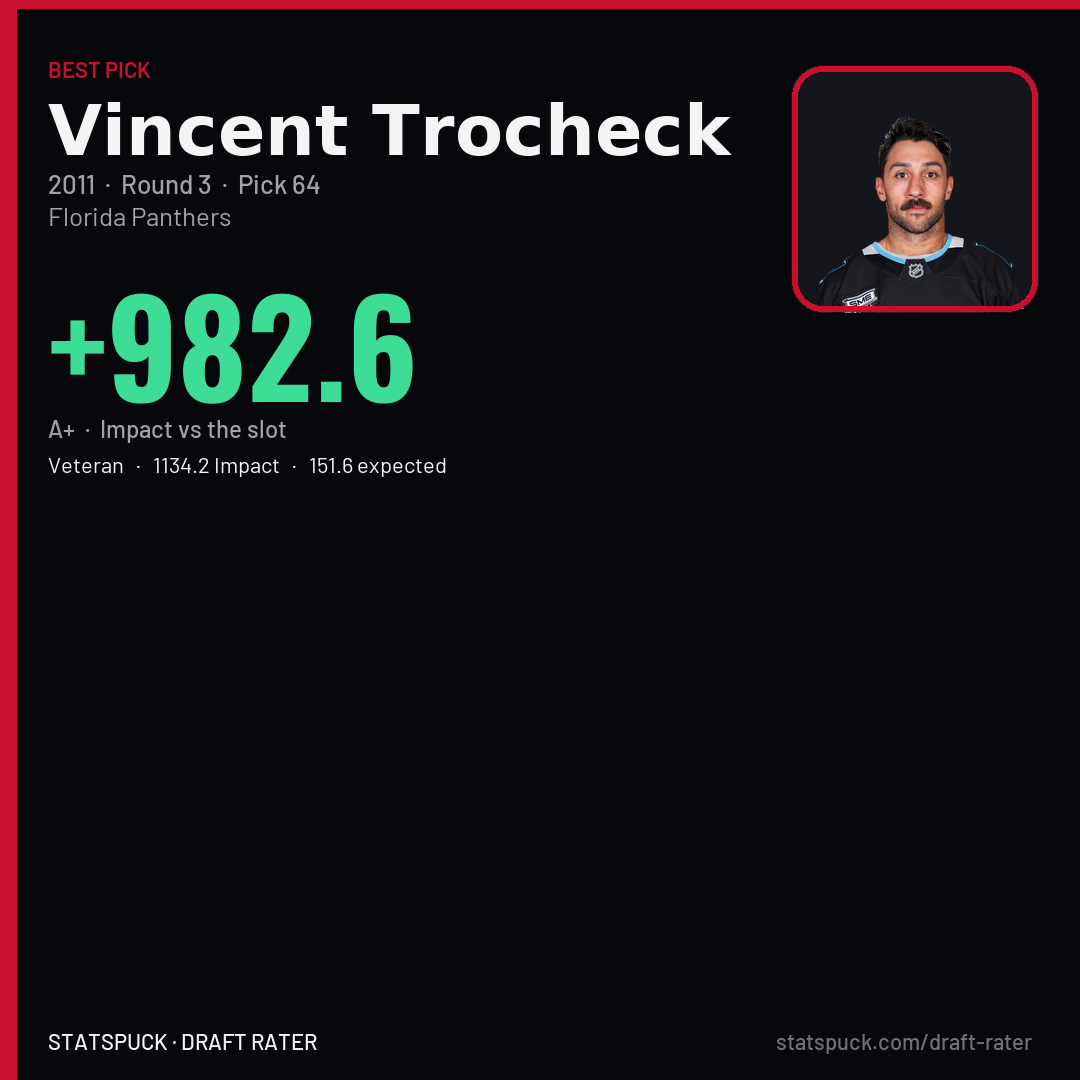 BEST PICK
Vincent Trocheck
2011 · Round 3 · Pick 64
Florida Panthers
+982.6
A+ · Impact vs the slot
Veteran · 1134.2 Impact · 151.6 expected
STATSPUCK · DRAFT RATER
statspuck.com/draft-rater